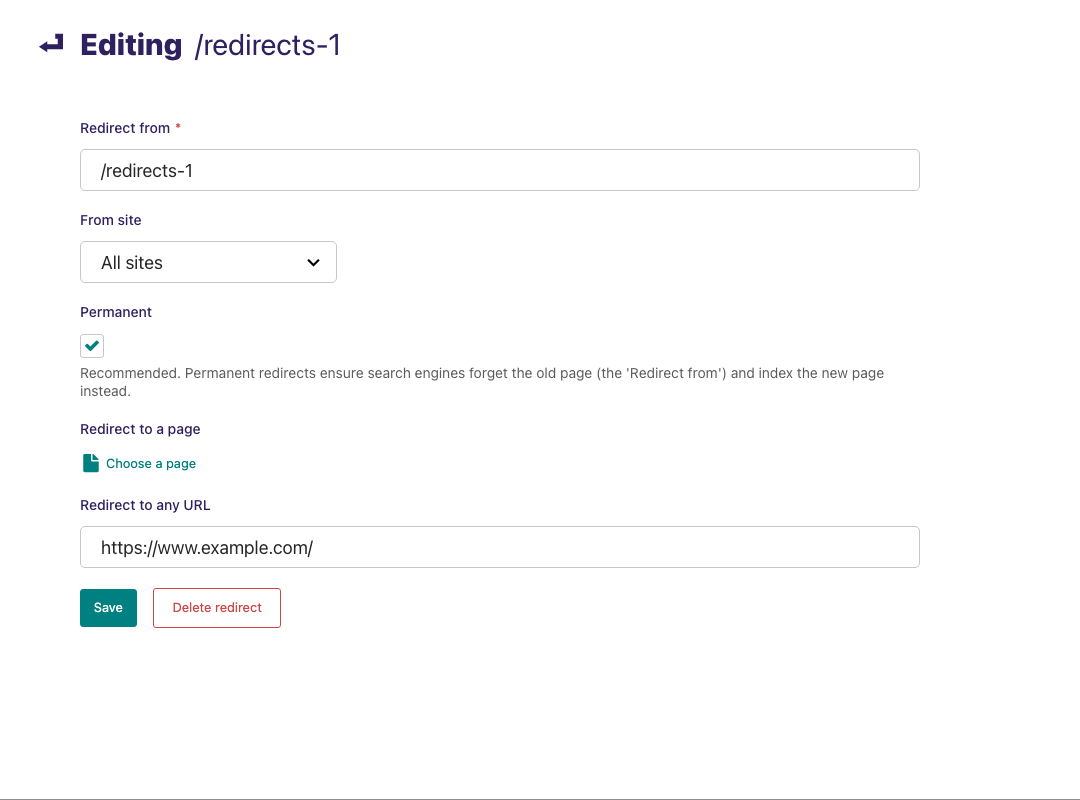 Editing /redirects-1
Redirect from *
/redirects-1
From site
All sites
Permanent
Recommended. Permanent redirects ensure search engines forget the old page (the 'Redirect from') and index the new page
instead.
Redirect to a page
Choose a page
Redirect to any URL
https://www.example.com/
Save Delete redirect